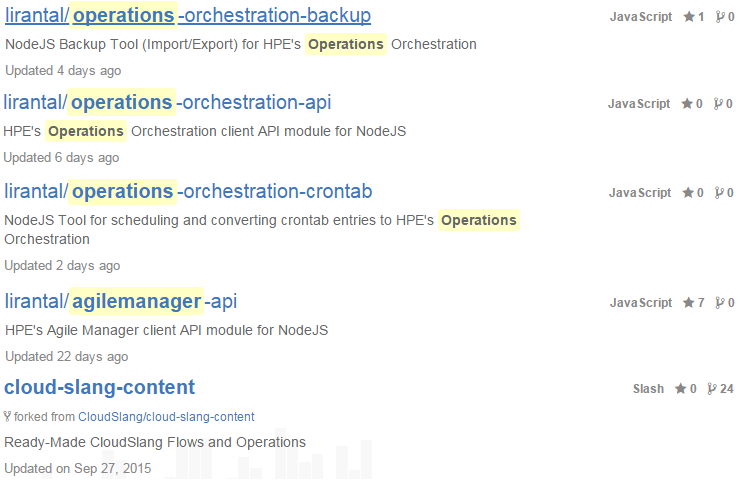 lirantal/operations-orchestration-backup JavaScript 1 0
NodeJS Backup Tool (Import/Export) for HPE's Operations Orchestration
Updated 4 days ago
lirantal/operations-orchestration-api JavaScript 0 0
HPE's Operations Orchestration client API module for NodeJS
Updated 6 days ago
lirantal/operations-orchestration-crontab JavaScript 0 0
NodeJS Tool for scheduling and converting crontab entries to HPE's Operations
Orchestration
Updated 2 days ago
lirantal/agilemanager-api JavaScript 7 0
HPE's Agile Manager client API module for NodeJS
Updated 22 days ago
cloud-slang-content Slash 0 24
forked from CloudSlang/cloud-slang-content
Ready-Made CloudSlang Flows and Operations
Updated on Sep 27, 2015